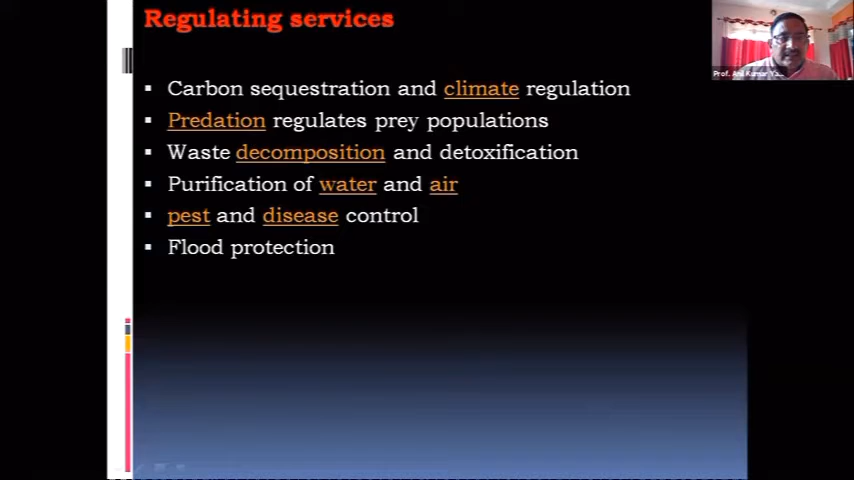 Regulating services
Prof. Anil Kumar Ya...
▪ Carbon sequestration and climate regulation
▪ Predation regulates prey populations
▪ Waste decomposition and detoxification
▪ Purification of water and air
▪ pest and disease control
▪ Flood protection